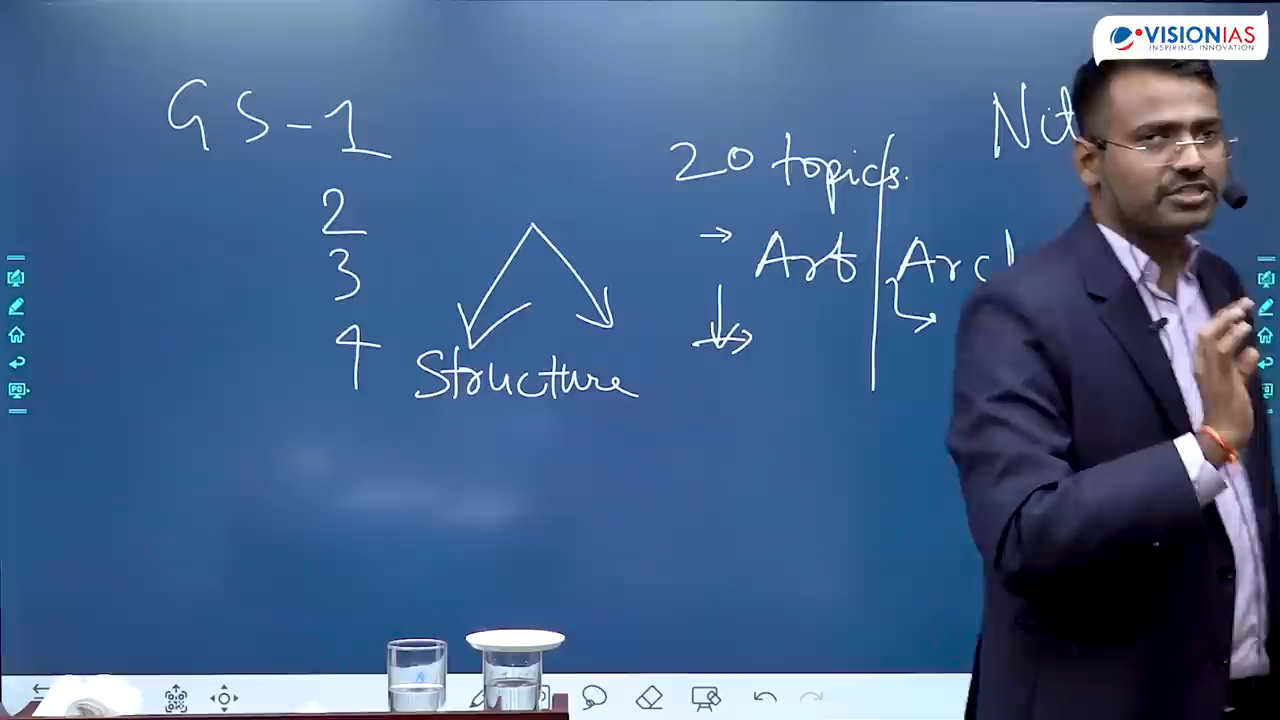 VISIONIAS
INSPIRING INNOVATION
GS-1
2
3
4
Structure
20 topics
Art